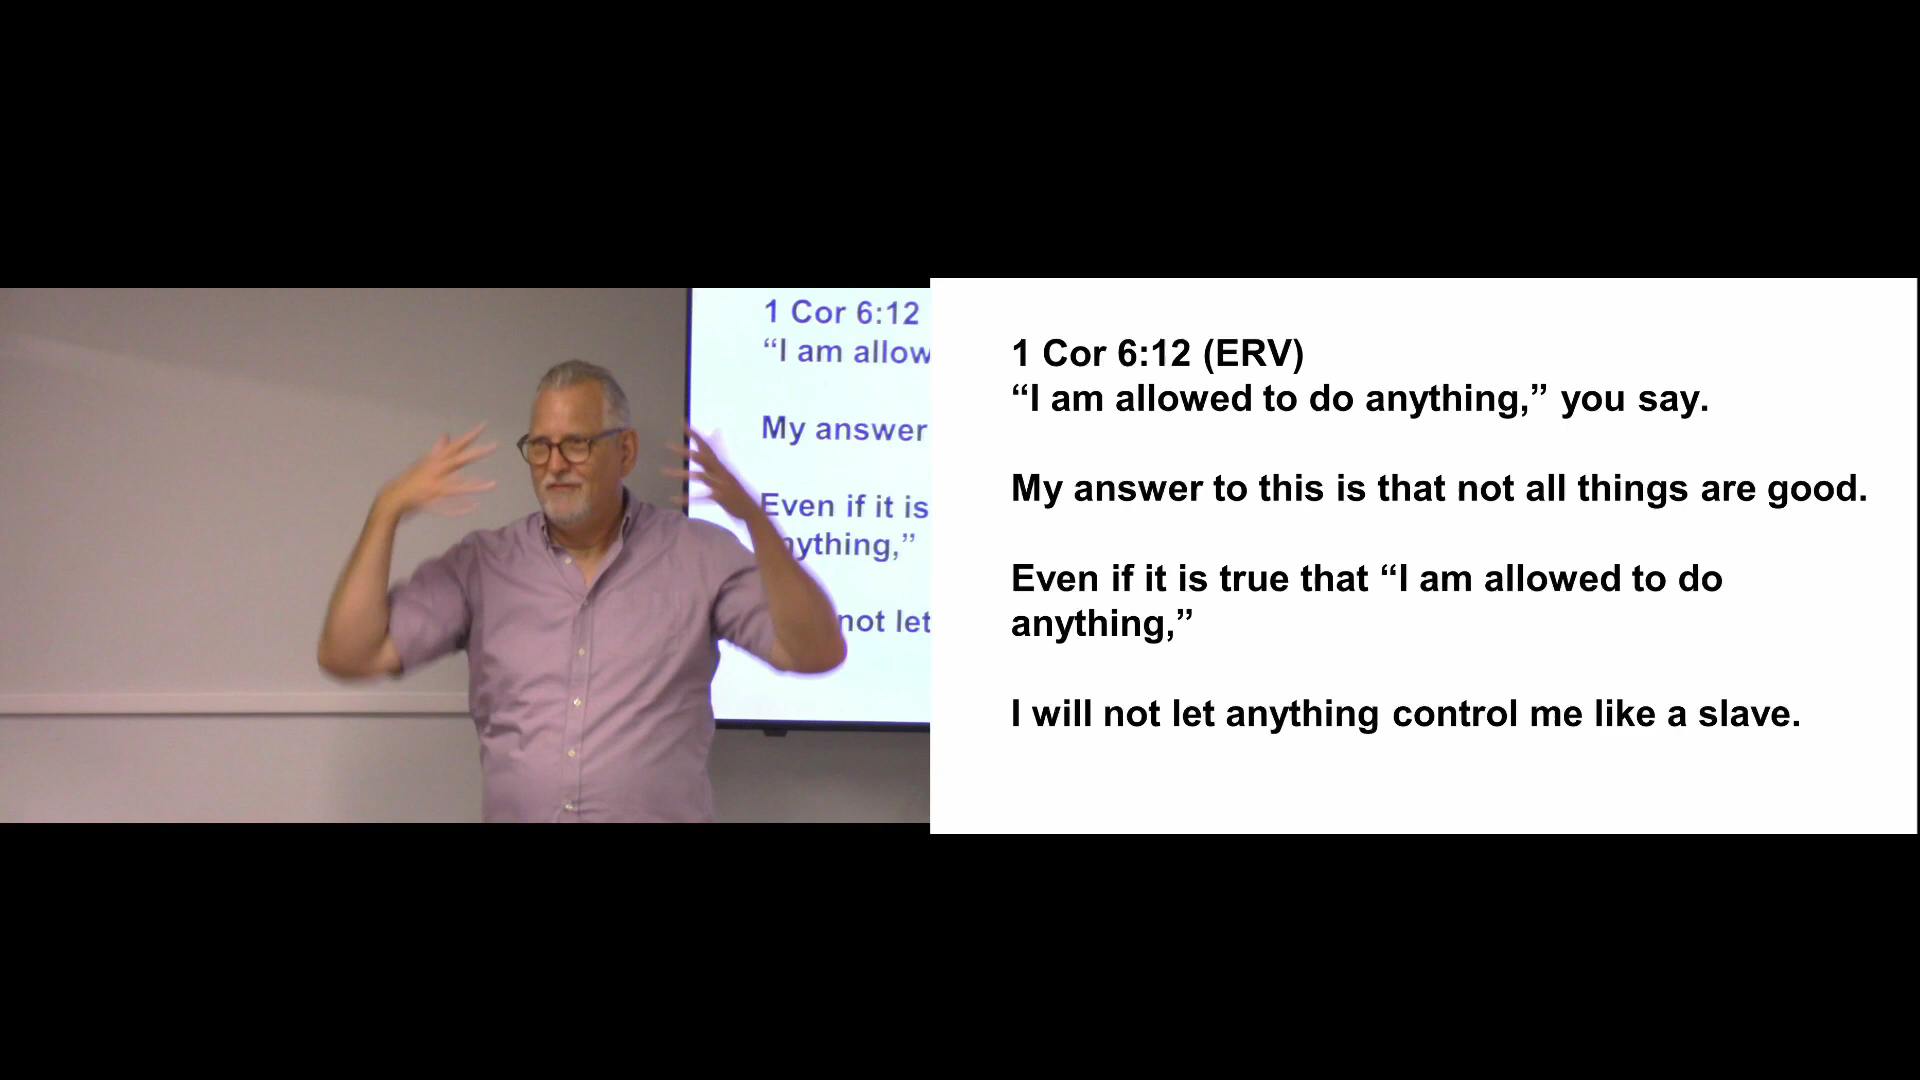 1 Cor 6:12
“I am allow
My answer
Even if it is
nything,”
not let
1 Cor 6:12 (ERV)
“I am allowed to do anything,” you say.
My answer to this is that not all things are good.
Even if it is true that “I am allowed to do
anything,”
I will not let anything control me like a slave.